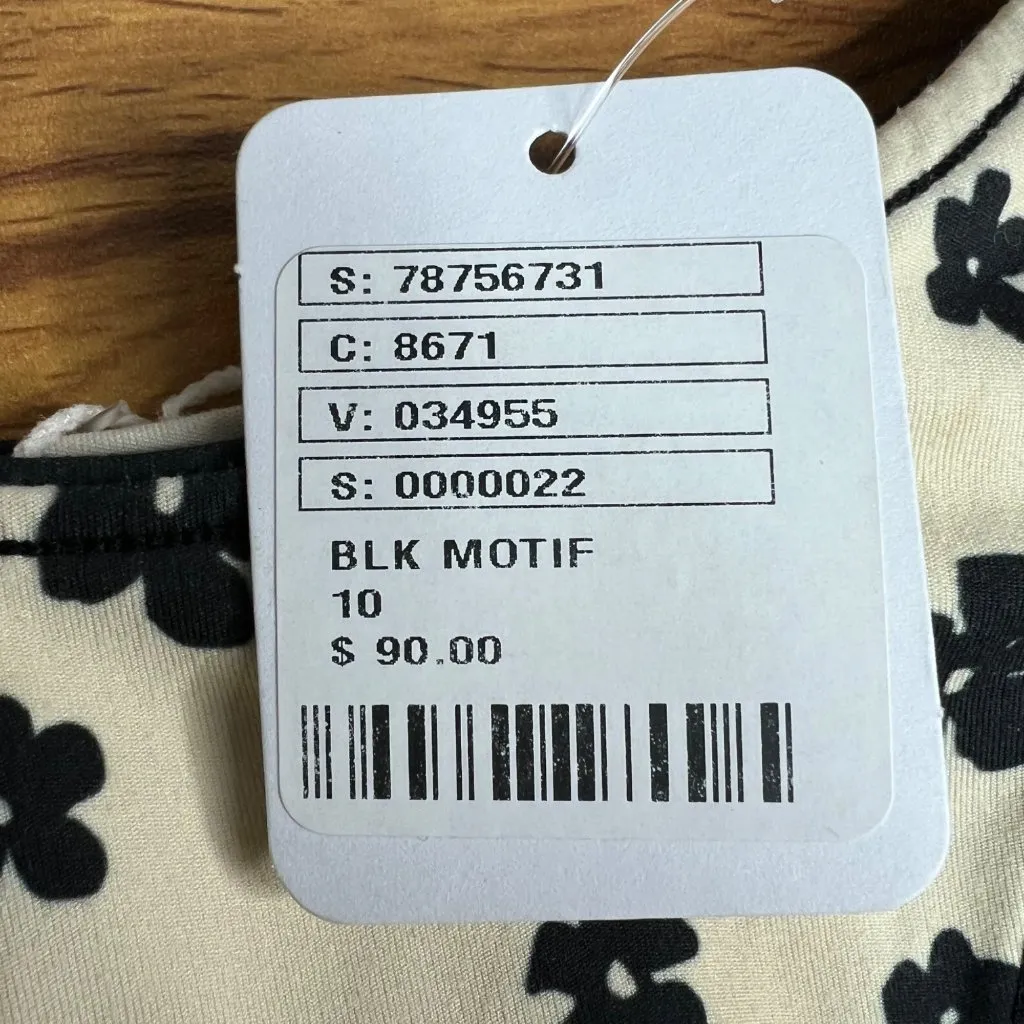 S: 78756731
C: 8671
V: 034955
S: 0000022
BLK MOTIF
10
$ 90.00